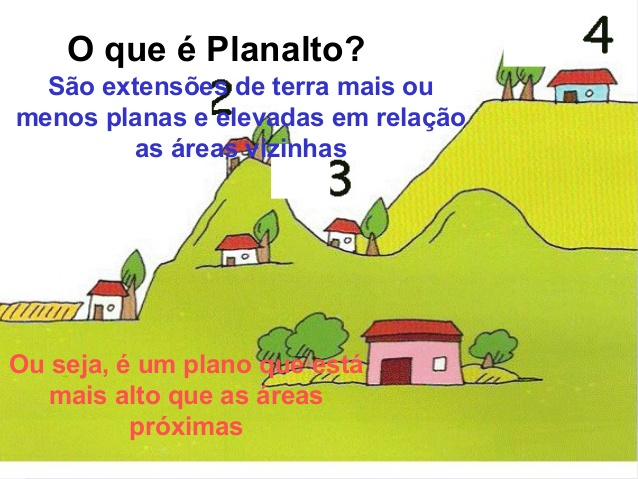 O que é Planalto?
4
São extensões de terra mais ou
2
menos planas e elevadas em relação
as áreas vizinhas
3
Ou seja, é um plano que está
mais alto que as áreas
próximas